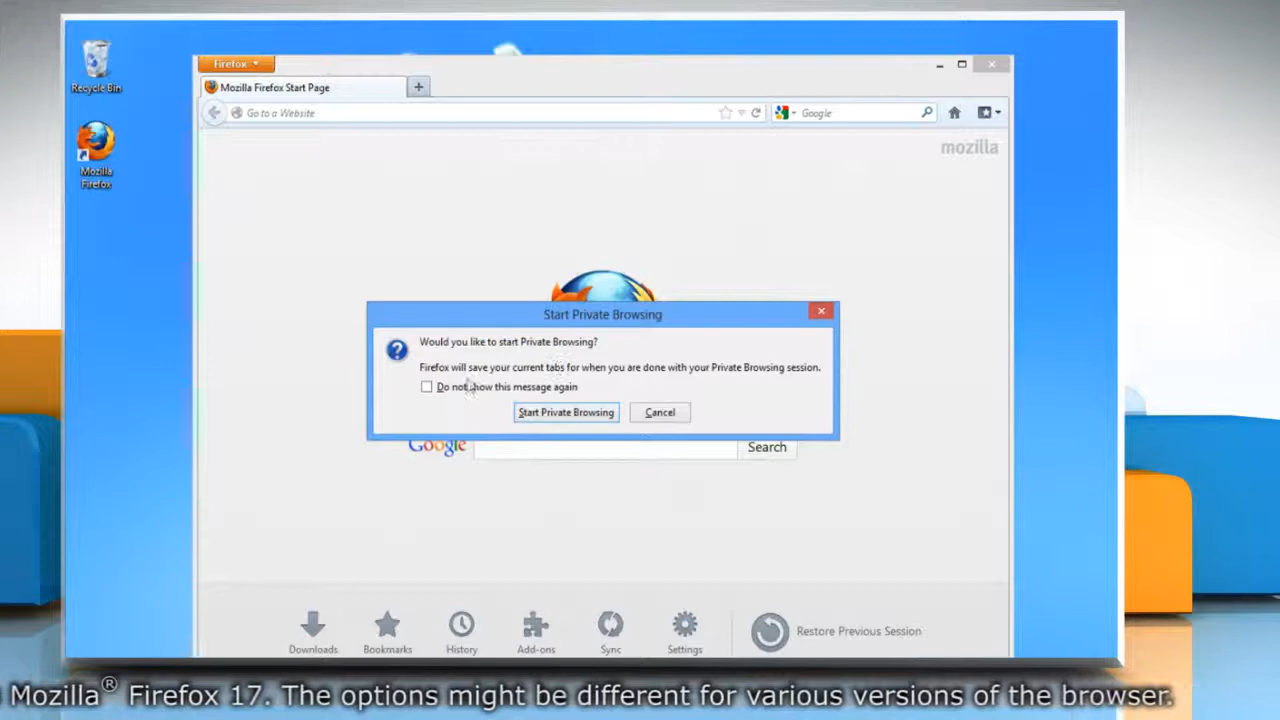 Recycle Bin
Mozilla
Firefox
Firefox
Mozilla Firefox Start Page
+
Go to a Website
Google
mozilla
Start Private Browsing
Would you like to start Private Browsing?
Firefox will save your current tabs for when you are done with your Private Browsing session.
Do not show this message again
Start Private Browsing
Cancel
Google
Search
Downloads
Bookmarks
History
Add-ons
Sync
Settings
Restore Previous Session
Mozilla® Firefox 17. The options might be different for various versions of the browser.